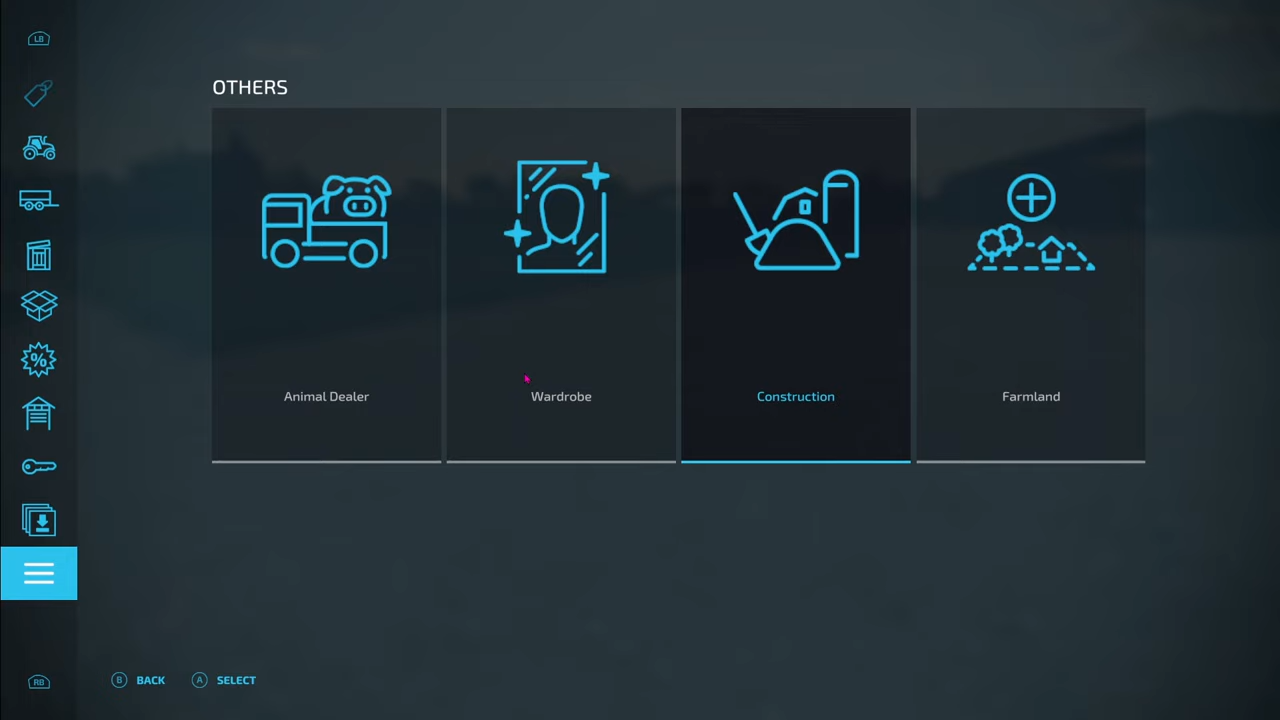 LB
OTHERS
Animal Dealer
Wardrobe
Construction
Farmland
%
RB
B BACK
A SELECT